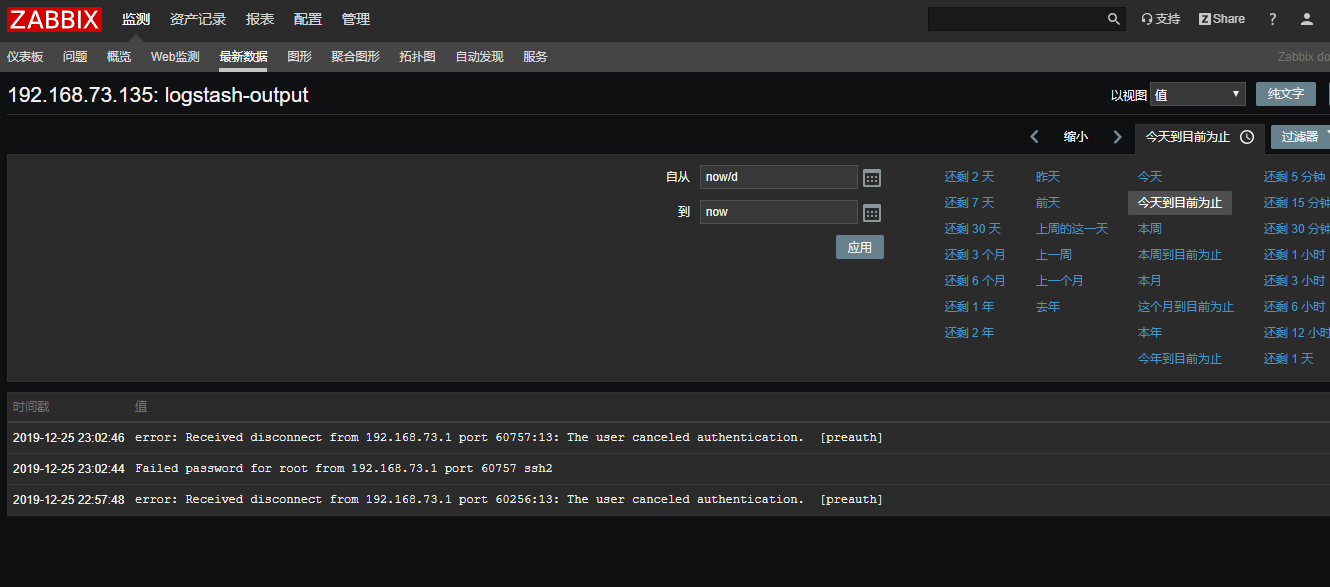 ZABBIX 监测 资产记录 报表 配置 管理 支持 Z Share ?
仪表板 问题 概览 Web监测 最新数据 图形 聚合图形 拓扑图 自动发现 服务 Zabbix do
192.168.73.135: logstash-output 以视图 值 纯文字
缩小 今天到目前为止 过滤器
自从 now/d 还剩 2 天 昨天 今天 还剩 5 分钟
还剩 7 天 前天 今天到目前为止 还剩 15 分钟
到 now
还剩 30 天 上周的这一天 本周 还剩 30 分钟
应用 还剩 3 个月 上一周 本周到目前为止 还剩 1 小时
还剩 6 个月 上一个月 本月 还剩 3 小时
还剩 1 年 去年 这个月到目前为止 还剩 6 小时
还剩 2 年 本年 还剩 12 小时
今年到目前为止 还剩 1 天
时间戳 值
2019-12-25 23:02:46 error: Received disconnect from 192.168.73.1 port 60757:13: The user canceled authentication.  [preauth]
2019-12-25 23:02:44 Failed password for root from 192.168.73.1 port 60757 ssh2
2019-12-25 22:57:48 error: Received disconnect from 192.168.73.1 port 60256:13: The user canceled authentication.  [preauth]